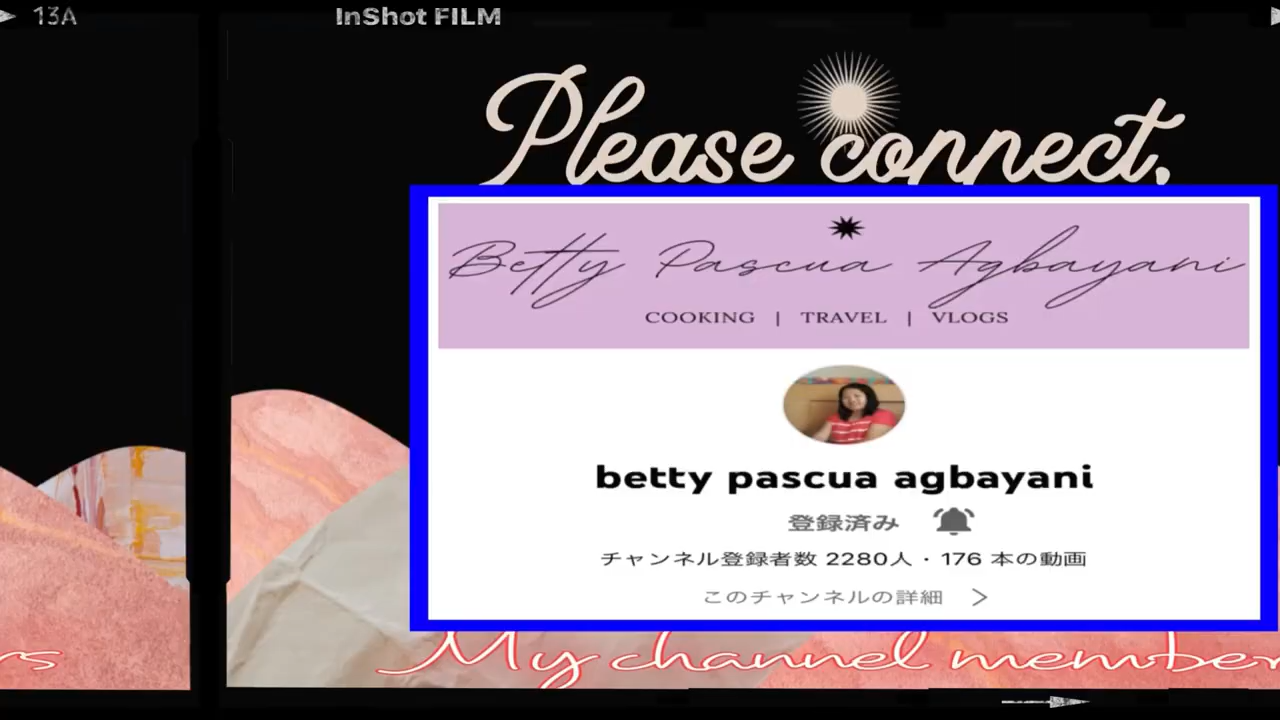 13A
InShot FILM
Please connect,
Betty Pascua Agbayani
COOKING | TRAVEL | VLOGS
betty pascua agbayani
登録済み
チャンネル登録者数 2280人・176 本の動画
このチャンネルの詳細 >
rs
My channel member